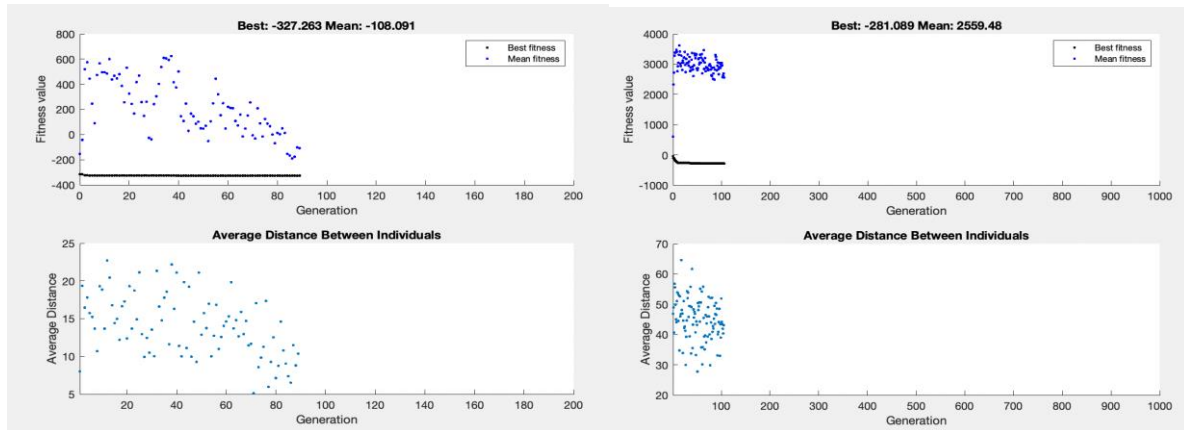 Best: -327.263 Mean: -108.091
800
600
400
200
0
-200
-400
Fitness value
Best fitness
Mean fitness
0 20 40 60 80 100 120 140 160 180 200
Generation
Average Distance Between Individuals
25
20
15
10
5
Average Distance
20 40 60 80 100 120 140 160 180 200
Generation
Best: -281.089 Mean: 2559.48
4000
3000
2000
1000
0
-1000
Fitness value
Best fitness
Mean fitness
0 100 200 300 400 500 600 700 800 900 1000
Generation
Average Distance Between Individuals
70
60
50
40
30
20
Average Distance
100 200 300 400 500 600 700 800 900 1000
Generation